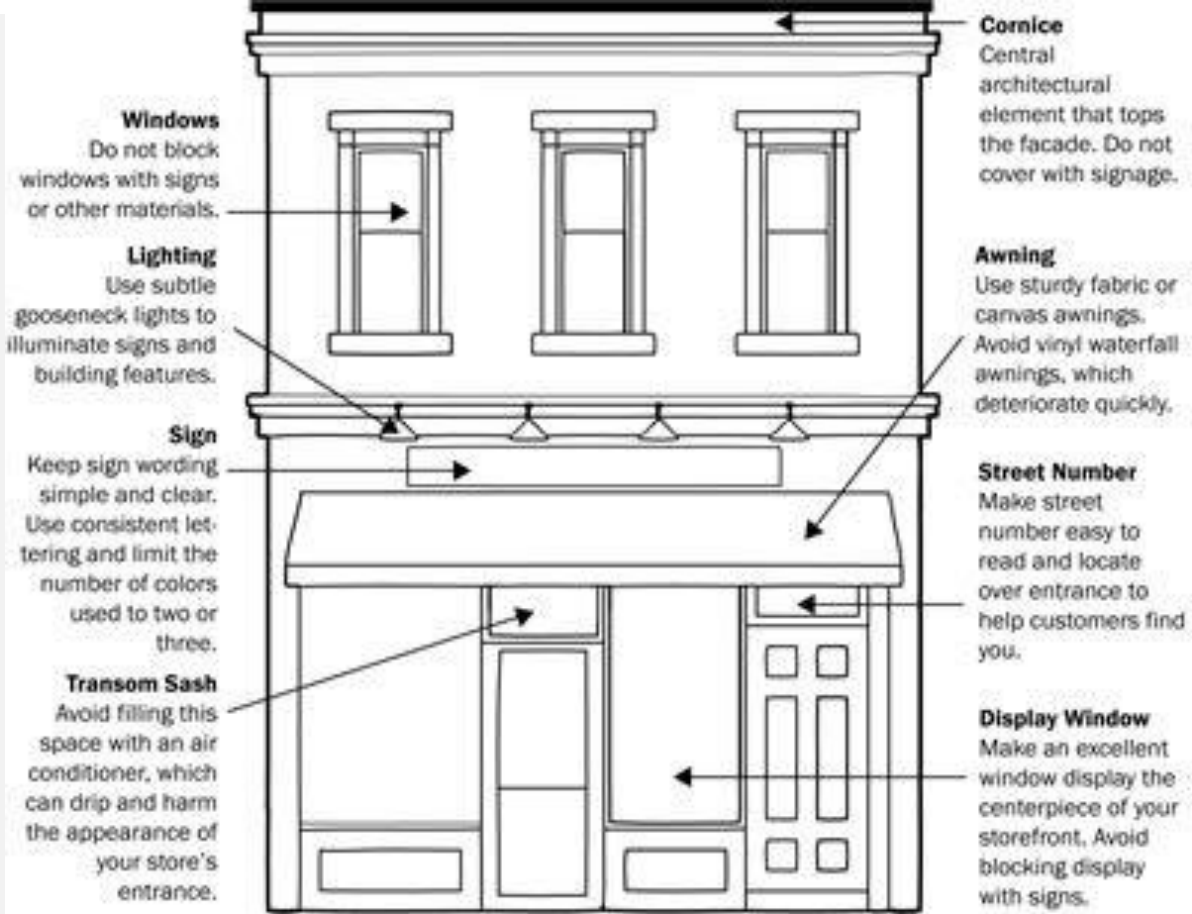 Windows
Do not block
windows with signs
or other materials.
Lighting
Use subtle
gooseneck lights to
illuminate signs and
building features.
Sign
Keep sign wording
simple and clear.
Use consistent let-
tering and limit the
number of colors
used to two or
three.
Transom Sash
Avoid filling this
space with an air
conditioner, which
can drip and harm
the appearance of
your store's
entrance.
Cornice
Central
architectural
element that tops
the facade. Do not
cover with signage.
Awning
Use sturdy fabric or
canvas awnings.
Avoid vinyl waterfall
awnings, which
deteriorate quickly.
Street Number
Make street
number easy to
read and locate
over entrance to
help customers find
you.
Display Window
Make an excellent
window display the
centerpiece of your
storefront. Avoid
blocking display
with signs.